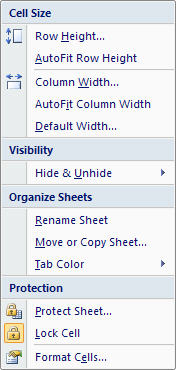 Cell Size
Row Height...
AutoFit Row Height
Column Width...
AutoFit Column Width
Default Width...
Visibility
Hide & Unhide
Organize Sheets
Rename Sheet
Move or Copy Sheet...
Tab Color
Protection
Protect Sheet...
Lock Cell
Format Cells...